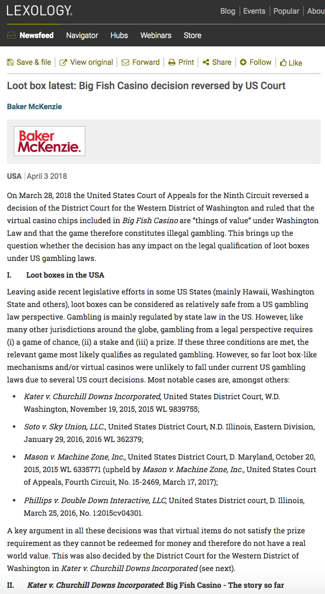 LEXOLOGY.
Blog Events Popular Abou
Newsfeed Navigator Hubs Webinars Store
Save & file View original Forward Print Share Follow Like
Loot box latest: Big Fish Casino decision reversed by US Court
Baker McKenzie
Baker
McKenzie.
USA April 3 2018
On March 28, 2018 the United States Court of Appeals for the Ninth Circuit reversed a
decision of the District Court for the Western District of Washington and ruled that the
virtual casino chips included in Big Fish Casino are "things of value" under Washington
Law and that the game therefore constitutes illegal gambling. This brings up the
question whether the decision has any impact on the legal qualification of loot boxes
under US gambling laws.
I. Loot boxes in the USA
Leaving aside recent legislative efforts in some US States (mainly Hawaii, Washington
State and others), loot boxes can be considered as relatively safe from a US gambling
law perspective. Gambling is mainly regulated by state law in the US. However, like
many other jurisdictions around the globe, gambling from a legal perspective requires
(i) a game of chance, (ii) a stake and (iii) a prize. If these three conditions are met, the
relevant game most likely qualifies as regulated gambling. However, so far loot box-like
mechanisms and/or virtual casinos were unlikely to fall under current US gambling
laws due to several US court decisions. Most notable cases are, amongst others:
• Kater v. Churchill Downs Incorporated, United States District Court, W.D.
Washington, November 19, 2015, 2015 WL 9839755;
• Soto v. Sky Union, LLC., United States District Court, N.D. Illinois, Eastern Division,
January 29, 2016, 2016 WL 362379;
• Mason v. Machine Zone, Inc., United States District Court, D. Maryland, October 20,
2015, 2015 WL 6335771 (upheld by Mason v. Machine Zone, Inc., United States Court
of Appeals, Fourth Circuit, No. 15-2469, March 17, 2017);
• Phillips v. Double Down Interactive, LLC, United States District court, D. Illinois,
March 25, 2016, No. 1:2015cv04301.
A key argument in all these decisions was that virtual items do not satisfy the prize
requirement as they cannot be redeemed for money and therefore do not have a real
world value. This was also decided by the District Court for the Western District of
Washington in Kater v. Churchill Downs Incorporated (see next).
II. Kater v. Churchill Downs Incorporated: Big Fish Casino - The story so far